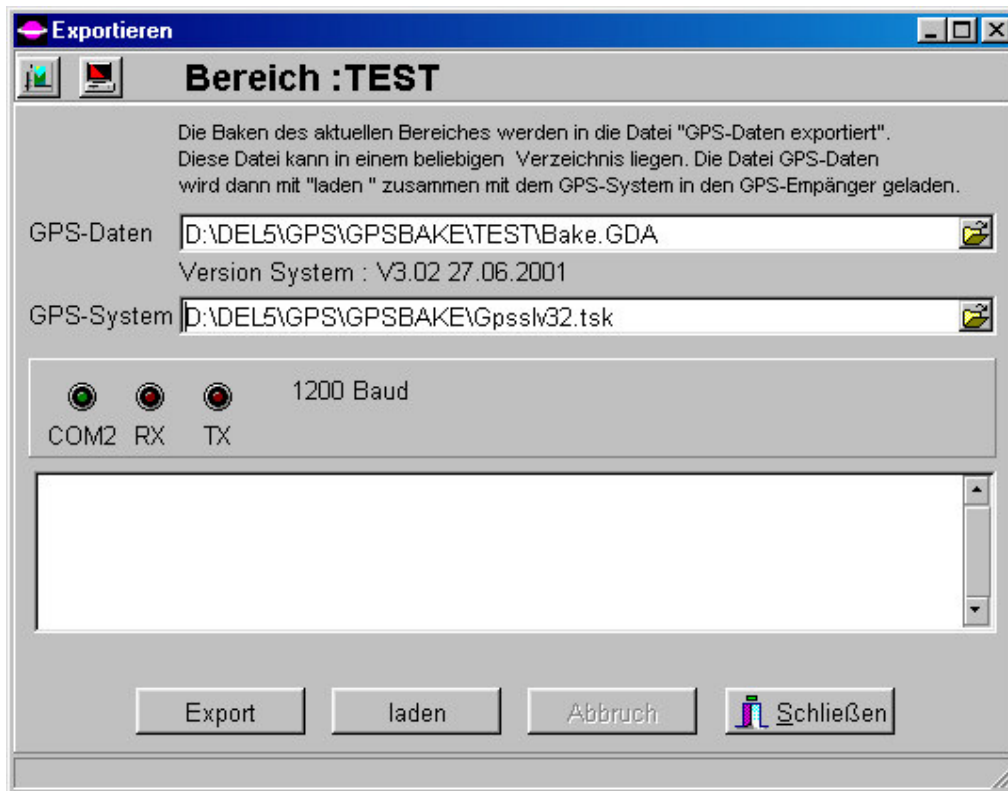 Exportieren
Bereich :TEST
Die Baken des aktuellen Bereiches werden in die Datei "GPS-Daten exportiert".
Diese Datei kann in einem beliebigen Verzeichnis liegen. Die Datei GPS-Daten
wird dann mit "laden " zusammen mit dem GPS-System in den GPS-Empänger geladen.
GPS-Daten D:\DEL5\GPS\GPSBAKE\TEST\Bake.GDA
Version System : V3.02 27.06.2001
GPS-System D:\DEL5\GPS\GPSBAKE\Gpsslv32.tsk
1200 Baud
COM2 RX TX
Export laden Abbruch Schließen